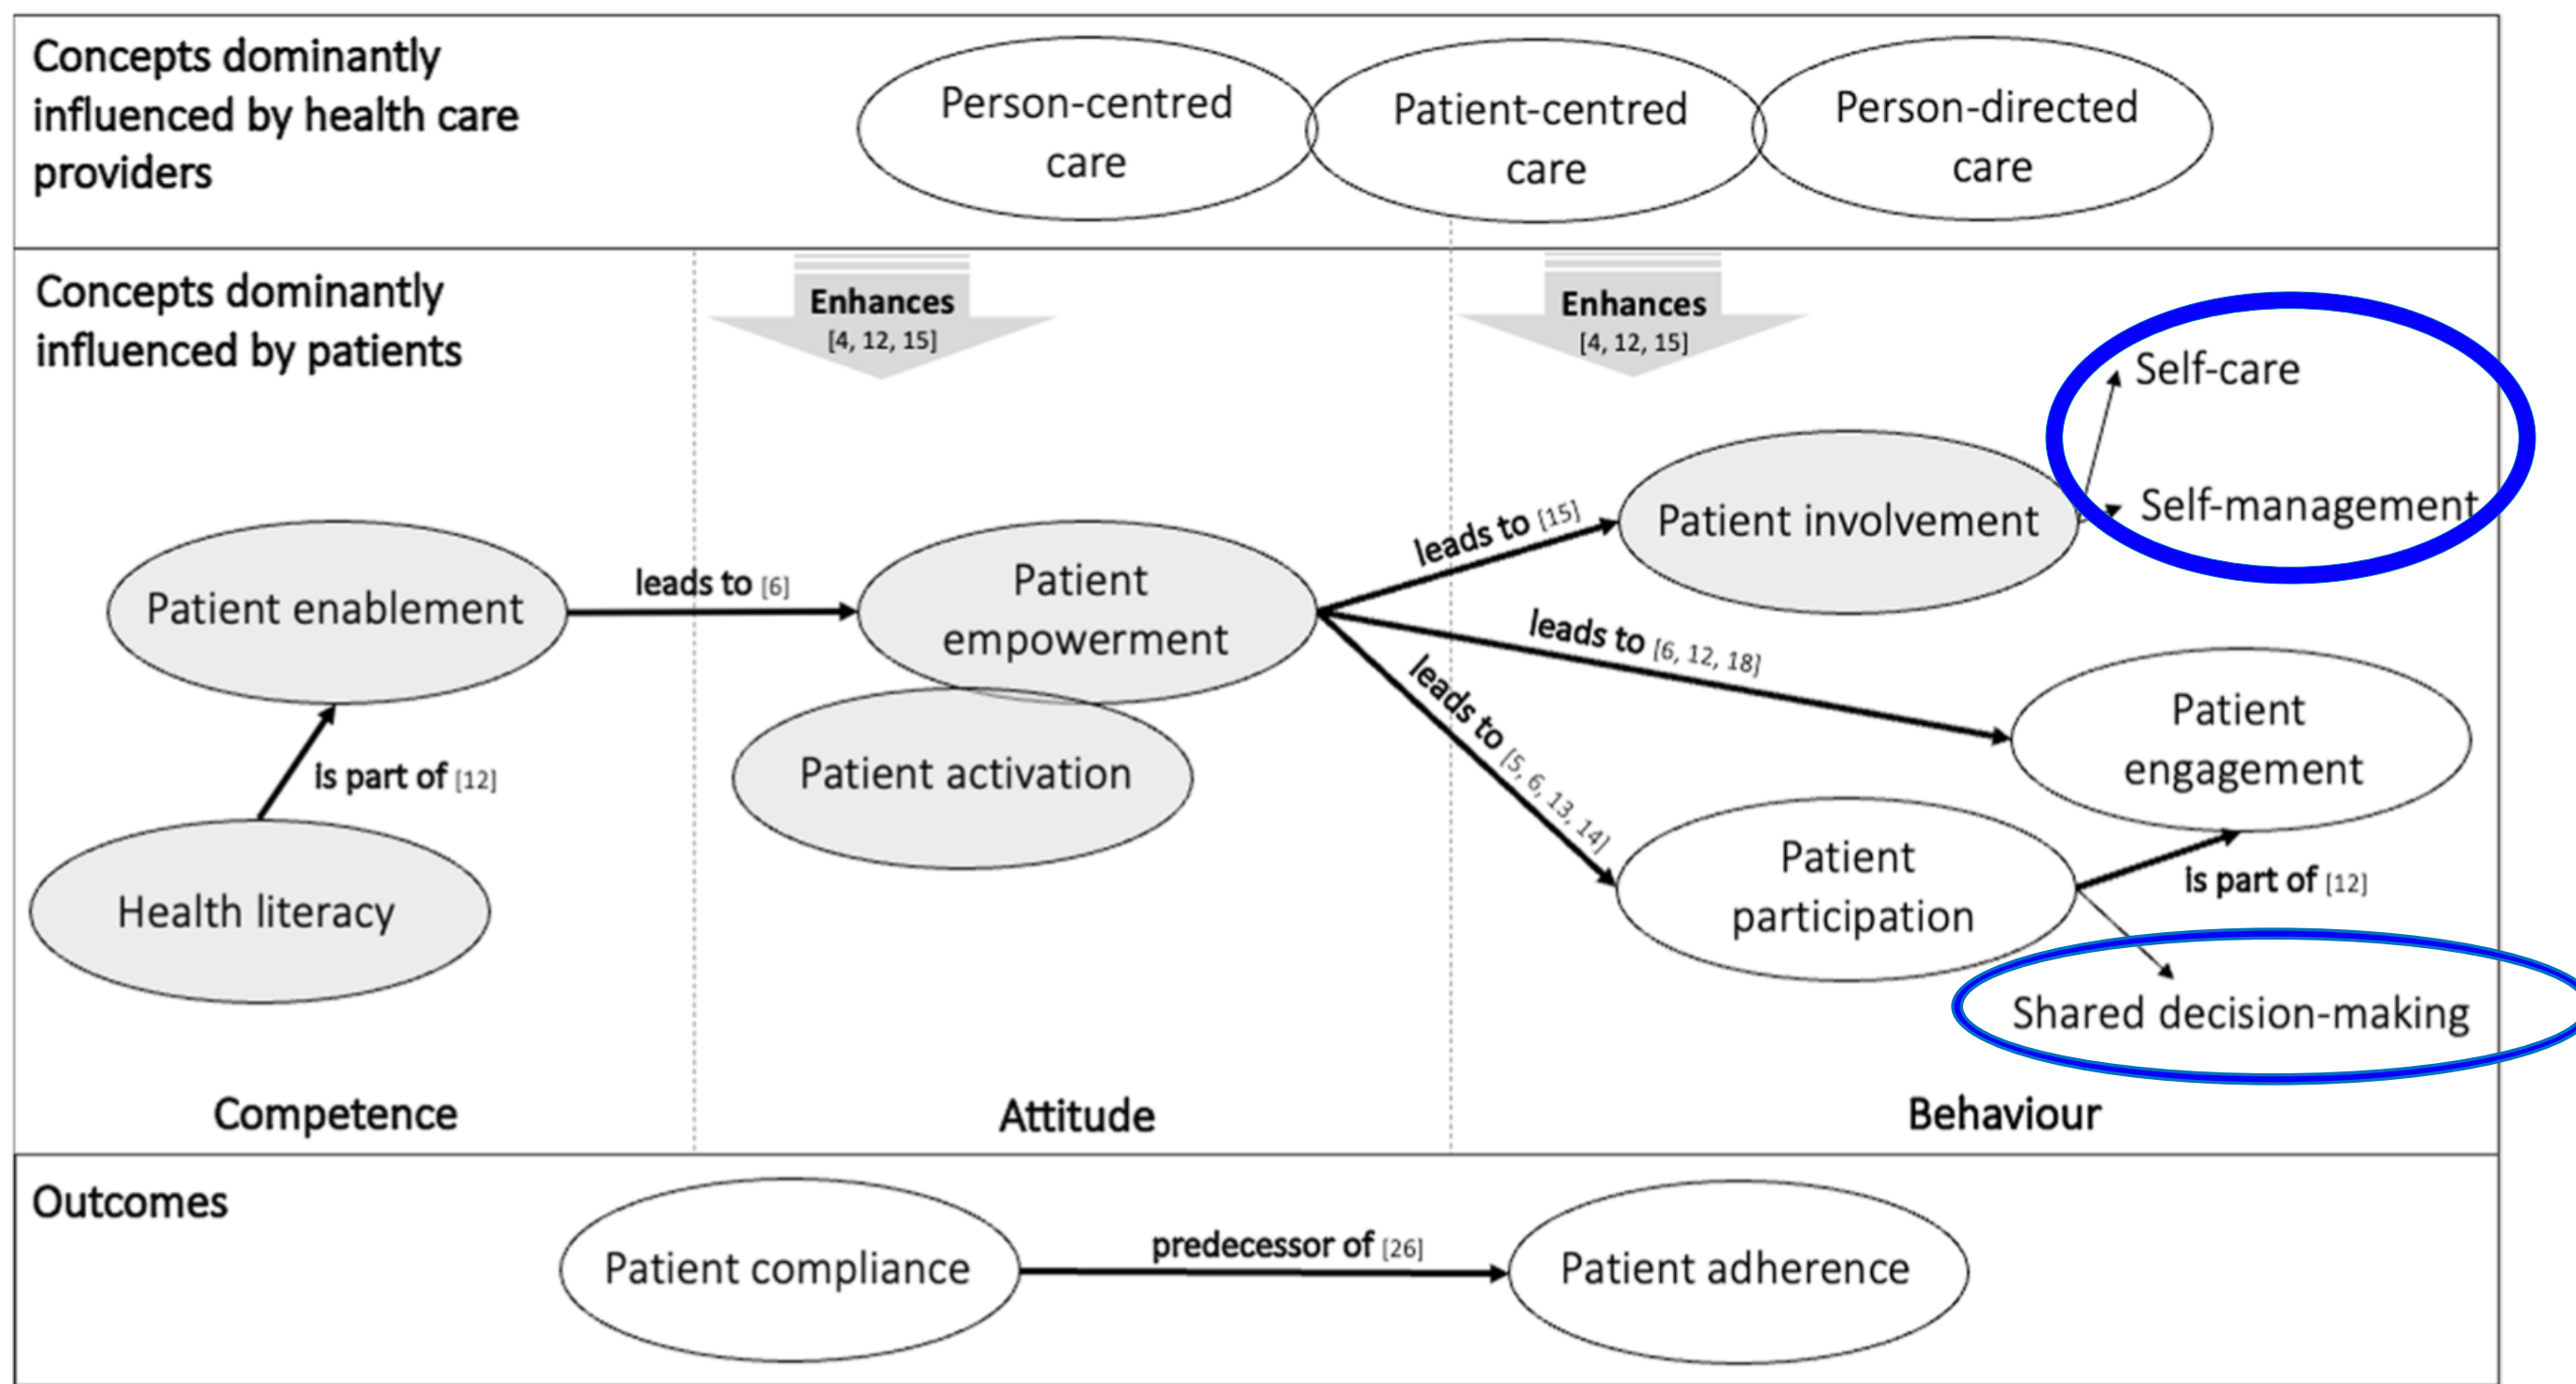 Concepts dominantly
influenced by health care
providers
Person-centred
care
Patient-centred
care
Person-directed
care
Concepts dominantly
influenced by patients
Enhances
[4, 12, 15]
Enhances
[4, 12, 15]
Self-care
Self-management
Patient involvement
leads to [15]
Patient enablement
leads to [6]
Patient
empowerment
leads to [6, 12, 18]
Patient
engagement
leads to [5, 6, 13, 14]
Patient activation
is part of [12]
Health literacy
Patient
participation
is part of [12]
Shared decision-making
Competence
Attitude
Behaviour
Outcomes
Patient compliance
predecessor of [26]
Patient adherence